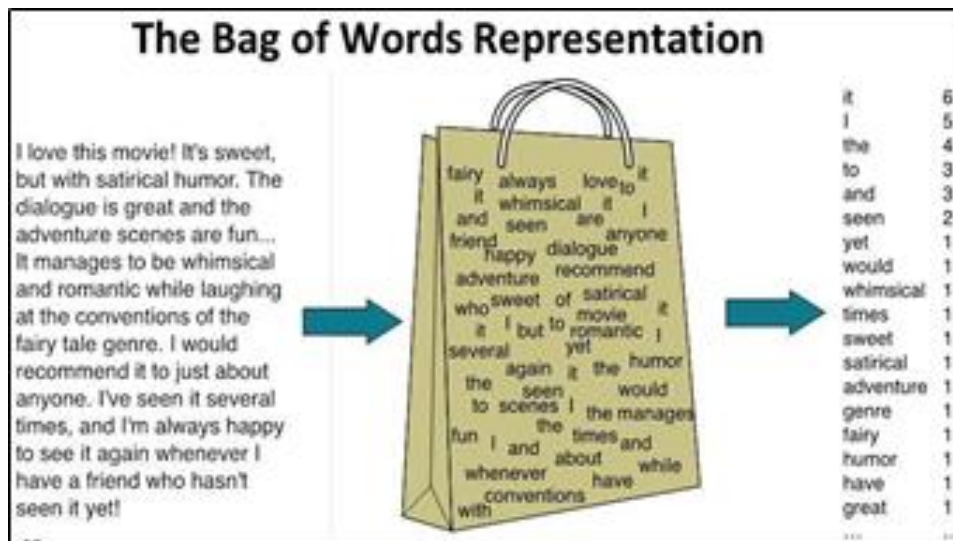 The Bag of Words Representation
I love this movie! It's sweet,
but with satirical humor. The
dialogue is great and the
adventure scenes are fun...
It manages to be whimsical
and romantic while laughing
at the conventions of the
fairy tale genre. I would
recommend it to just about
anyone. I've seen it several
times, and I'm always happy
to see it again whenever I
have a friend who hasn't
seen it yet!
fairy always love to it
it whimsical it I
and seen are anyone
friend happy dialogue
adventure recommend
who sweet of satirical it
it I but to movie romantic I
several yet
again it the humor
the seen would
to scenes I the manages
fun I and the times and
whenever about while
conventions have
with
it 6
I 5
the 4
to 3
and 3
seen 2
yet 1
would 1
whimsical 1
times 1
sweet 1
satirical 1
adventure 1
genre 1
fairy 1
humor 1
have 1
great 1
... ...